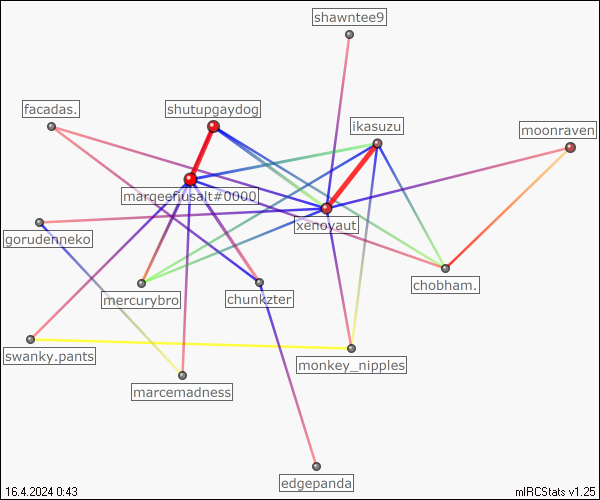 shawntee9
facadas.
shutupgaydog
ikasuzu
moonraven
marqeefiusalt#0000
xenoyaut
gorudenneko
chobham.
mercurybro
chunkzter
swanky.pants
monkey_nipples
marcemadness
edgepanda
16.4.2024 0:43
mIRCStats v1.25